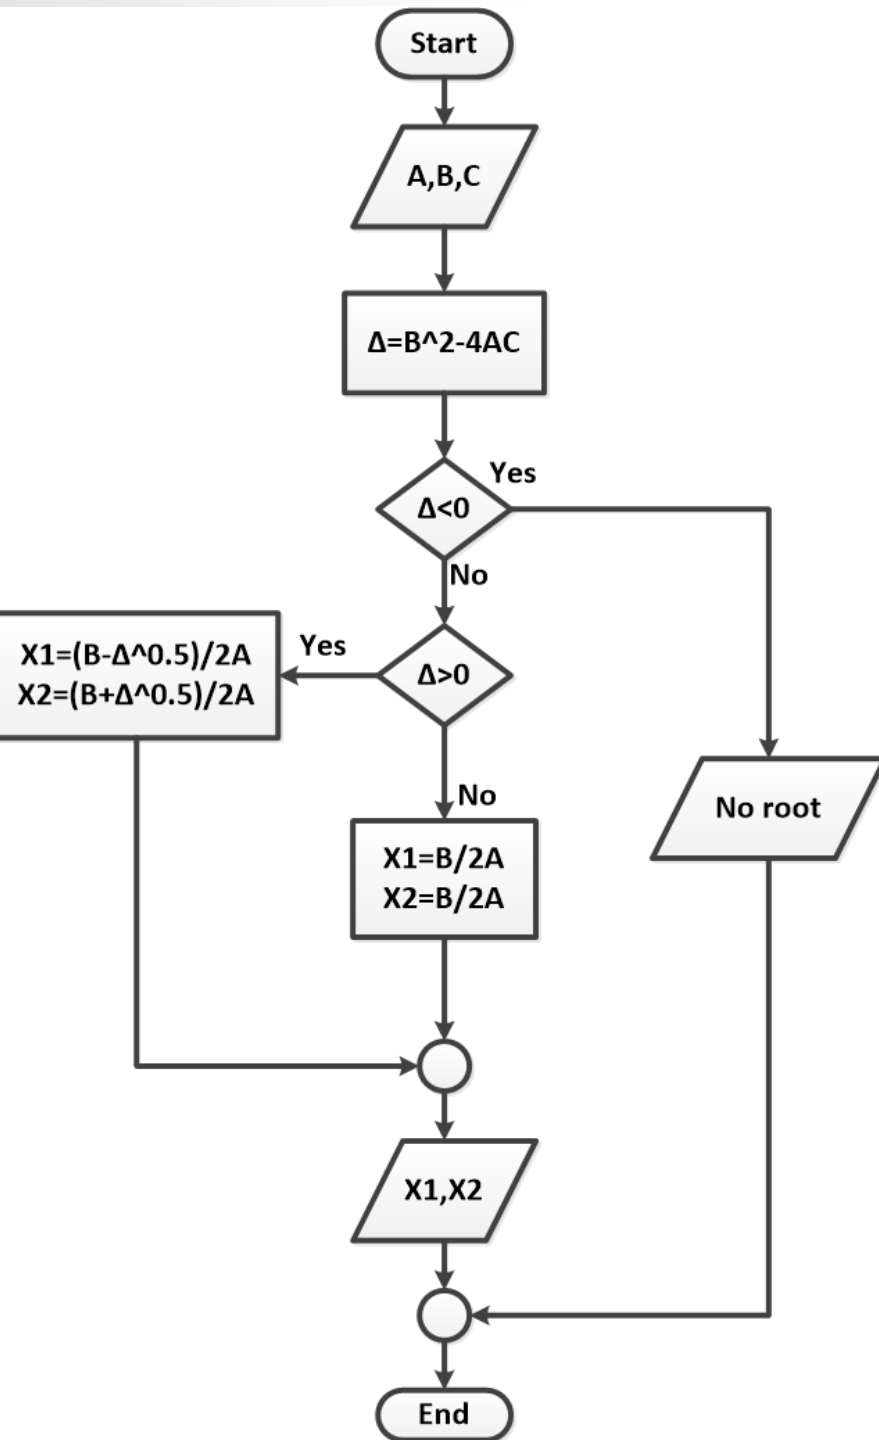 Start
A,B,C
Δ=B^2-4AC
Δ<0
Yes
No
Δ>0
Yes
X1=(B-Δ^0.5)/2A
X2=(B+Δ^0.5)/2A
No
X1=B/2A
X2=B/2A
No root
X1,X2
End